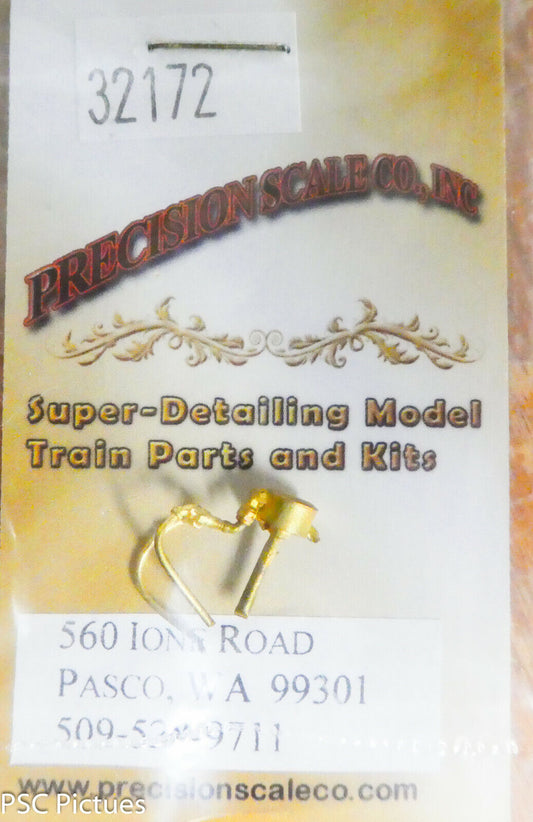 32172
PRECISION SCALE CO., INC
Super-Detailing Model
Train Parts and Kits
560 ROAD
PASCO, WA 99301
www.precisionscaleco.com
PSC Pictues